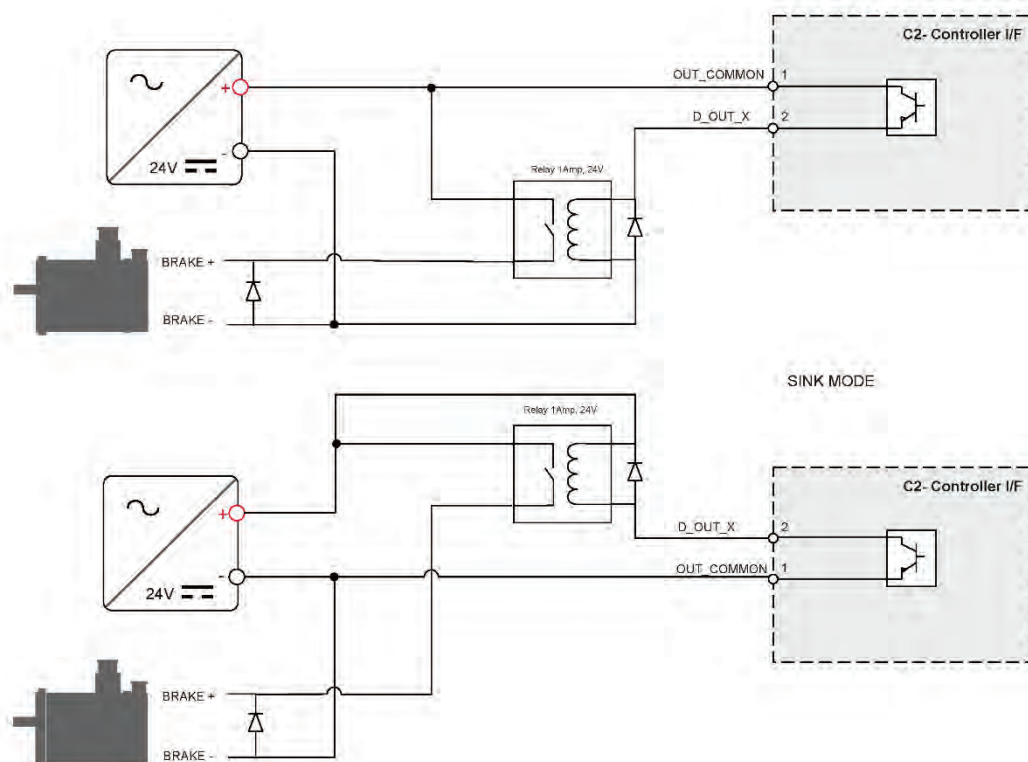 C2- Controller I/F
OUT_COMMON 1
D_OUT_X 2
+
-
24V
Relay 1Amp, 24V
BRAKE +
BRAKE -
SINK MODE
Relay 1Amp, 24V
C2- Controller I/F
+
D_OUT_X 2
OUT_COMMON 1
-
24V
BRAKE +
BRAKE -